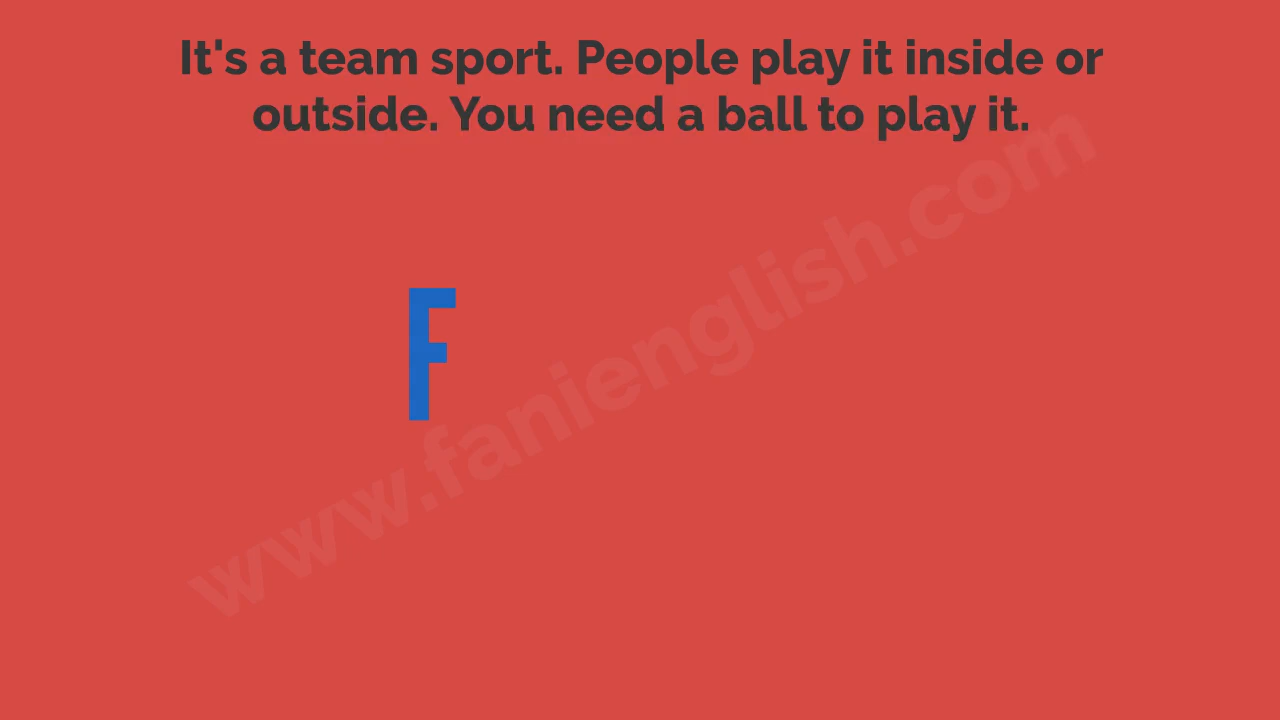 It's a team sport. People play it inside or
outside. You need a ball to play it.
F
www.fanienglish.com